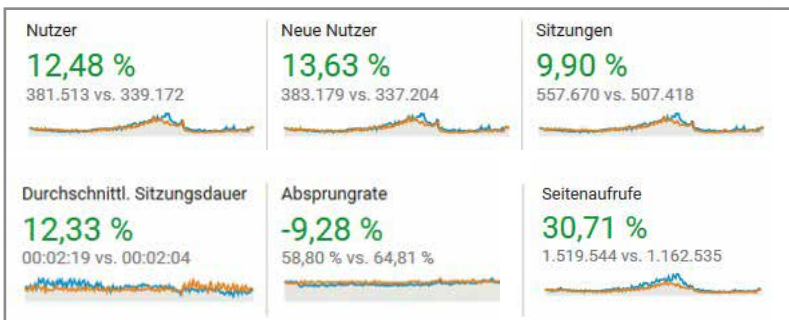 Nutzer
12,48 %
381.513 vs. 339.172
Neue Nutzer
13,63 %
383.179 vs. 337.204
Sitzungen
9,90 %
557.670 vs. 507.418
Durchschnittl. Sitzungsdauer
12,33 %
00:02:19 vs. 00:02:04
Absprungrate
-9,28 %
58,80 % vs. 64,81 %
Seitenaufrufe
30,71 %
1.519.544 vs. 1.162.535